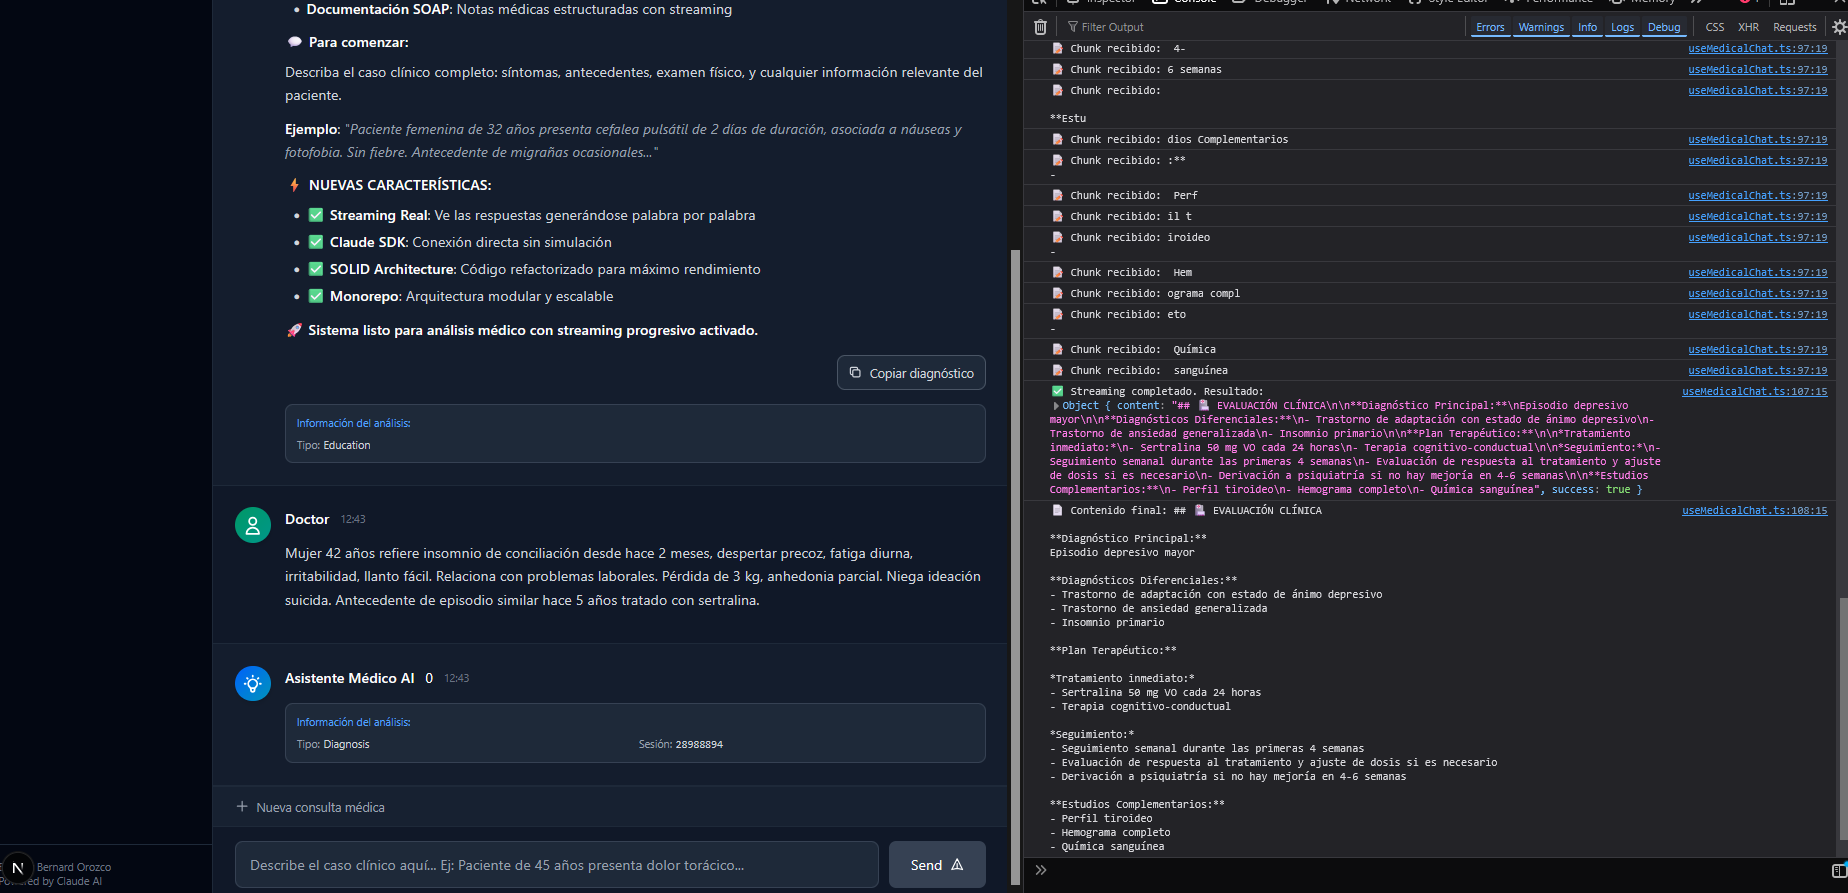 • Documentación SOAP: Notas médicas estructuradas con streaming
💬 Para comenzar:
Describa el caso clínico completo: síntomas, antecedentes, examen físico, y cualquier información relevante del
paciente.
Ejemplo: "Paciente femenina de 32 años presenta cefalea pulsátil de 2 días de duración, asociada a náuseas y
fotofobia. Sin fiebre. Antecedente de migrañas ocasionales..."
⚡ NUEVAS CARACTERÍSTICAS:
• ✅ Streaming Real: Ve las respuestas generándose palabra por palabra
• ✅ Claude SDK: Conexión directa sin simulación
• ✅ SOLID Architecture: Código refactorizado para máximo rendimiento
• ✅ Monorepo: Arquitectura modular y escalable
🚀 Sistema listo para análisis médico con streaming progresivo activado.
Copiar diagnóstico
Información del análisis:
Tipo: Education
Doctor 12:43
Mujer 42 años refiere insomnio de conciliación desde hace 2 meses, despertar precoz, fatiga diurna,
irritabilidad, llanto fácil. Relaciona con problemas laborales. Pérdida de 3 kg, anhedonia parcial. Niega ideación
suicida. Antecedente de episodio similar hace 5 años tratado con sertralina.
Asistente Médico AI 0 12:43
Información del análisis:
Tipo: Diagnosis Sesión: 28988894
+ Nueva consulta médica
Describe el caso clínico aquí... Ej: Paciente de 45 años presenta dolor torácico...
Send
N
Bernard Orozco
ed by Claude AI
Inspector Console Debugger Network Style Editor Performance Memory
Filter Output
Errors Warnings Info Logs Debug CSS XHR Requests
📝 Chunk recibido:  4- useMedicalChat.ts:97:19
📝 Chunk recibido: 6 semanas useMedicalChat.ts:97:19
📝 Chunk recibido: useMedicalChat.ts:97:19
**Estu
📝 Chunk recibido: dios Complementarios useMedicalChat.ts:97:19
📝 Chunk recibido: :** useMedicalChat.ts:97:19
-
📝 Chunk recibido:  Perf useMedicalChat.ts:97:19
📝 Chunk recibido: il t useMedicalChat.ts:97:19
📝 Chunk recibido: iroideo useMedicalChat.ts:97:19
-
📝 Chunk recibido:  Hem useMedicalChat.ts:97:19
📝 Chunk recibido: ograma compl useMedicalChat.ts:97:19
📝 Chunk recibido: eto useMedicalChat.ts:97:19
-
📝 Chunk recibido:  Química useMedicalChat.ts:97:19
📝 Chunk recibido:  sanguínea useMedicalChat.ts:97:19
✅ Streaming completado. Resultado: useMedicalChat.ts:107:15
Object { content: "## 🏥 EVALUACIÓN CLÍNICA\n\n**Diagnóstico Principal:**\nEpisodio depresivo
mayor\n\n**Diagnósticos Diferenciales:**\n- Trastorno de adaptación con estado de ánimo depresivo\n-
Trastorno de ansiedad generalizada\n- Insomnio primario\n\n**Plan Terapéutico:**\n\n*Tratamiento
inmediato:*\n- Sertralina 50 mg VO cada 24 horas\n- Terapia cognitivo-conductual\n\n*Seguimiento:*\n-
Seguimiento semanal durante las primeras 4 semanas\n- Evaluación de respuesta al tratamiento y ajuste
de dosis si es necesario\n- Derivación a psiquiatría si no hay mejoría en 4-6 semanas\n\n**Estudios
Complementarios:**\n- Perfil tiroideo\n- Hemograma completo\n- Química sanguínea", success: true }
📄 Contenido final: ## 🏥 EVALUACIÓN CLÍNICA useMedicalChat.ts:108:15
**Diagnóstico Principal:**
Episodio depresivo mayor
**Diagnósticos Diferenciales:**
- Trastorno de adaptación con estado de ánimo depresivo
- Trastorno de ansiedad generalizada
- Insomnio primario
**Plan Terapéutico:**
*Tratamiento inmediato:*
- Sertralina 50 mg VO cada 24 horas
- Terapia cognitivo-conductual
*Seguimiento:*
- Seguimiento semanal durante las primeras 4 semanas
- Evaluación de respuesta al tratamiento y ajuste de dosis si es necesario
- Derivación a psiquiatría si no hay mejoría en 4-6 semanas
**Estudios Complementarios:**
- Perfil tiroideo
- Hemograma completo
- Química sanguínea